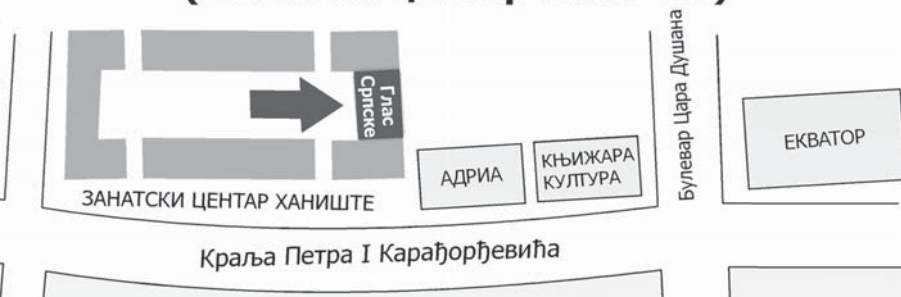 Глас
Српске
Булевар Цара Душана
ЕКВАТОР
АДРИА
КЊИЖАРА
КУЛТУРА
ЗАНАТСКИ ЦЕНТАР ХАНИШТЕ
Краља Петра I Карађорђевића